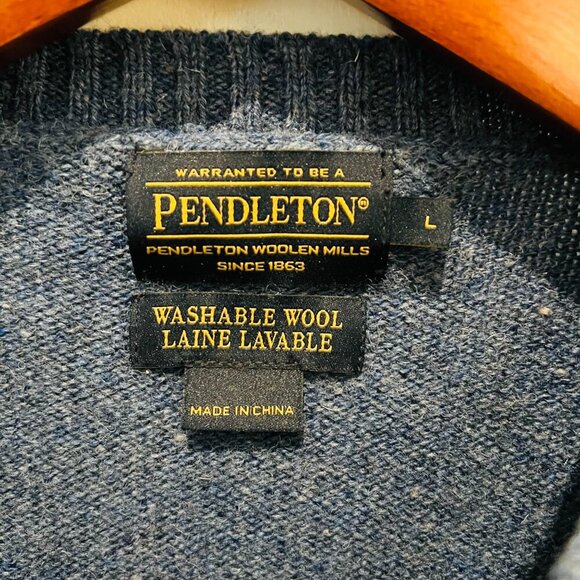 WARRANTED TO BE A
PENDLETON®
PENDLETON WOOLEN MILLS
SINCE 1863
L
WASHABLE WOOL
LAINE LAVABLE
MADE IN CHINA